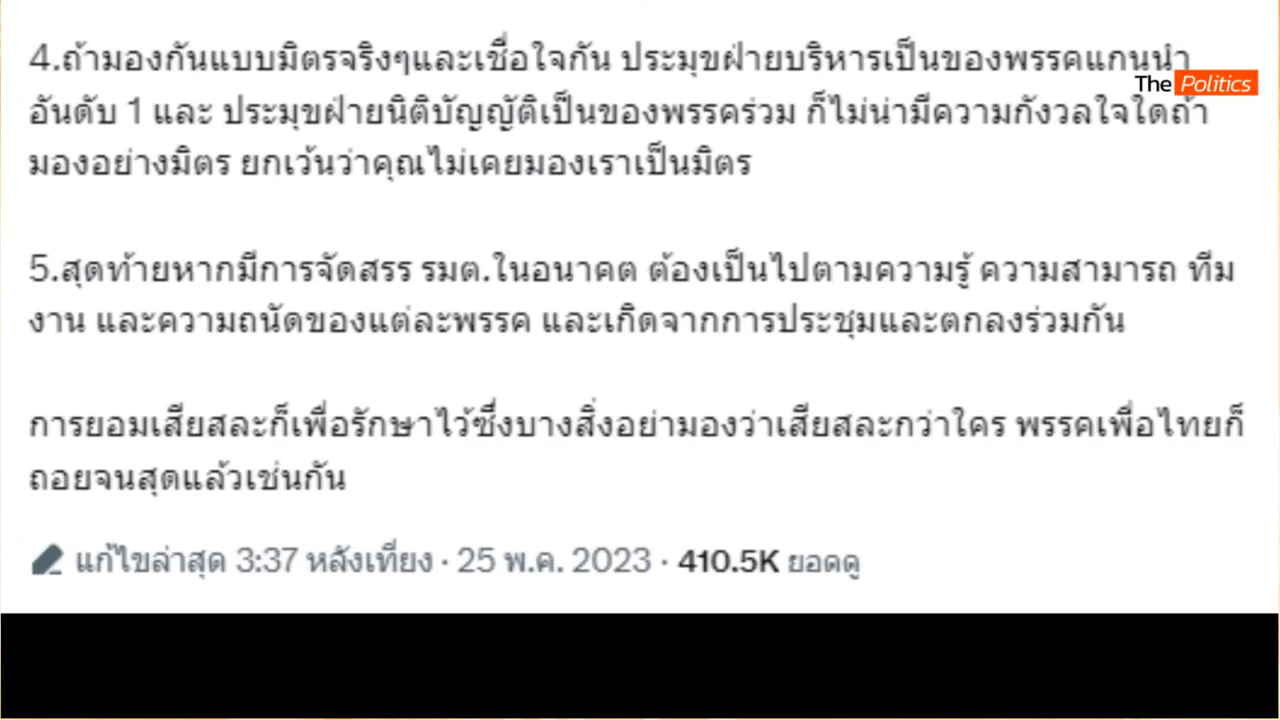 4.ถ้ามองกันแบบมิตรจริงๆและเชื่อใจกัน ประมุขฝ่ายบริหารเป็นของพรรคแกนนำ
The Politics
อันดับ 1 และ ประมุขฝ่ายนิติบัญญัติเป็นของพรรคร่วม ก็ไม่น่ามีความกังวลใจใดถ้า
มองอย่างมิตร ยกเว้นว่าคุณไม่เคยมองเราเป็นมิตร
5.สุดท้ายหากมีการจัดสรร รมต.ในอนาคต ต้องเป็นไปตามความรู้ ความสามารถ ทีม
งาน และความถนัดของแต่ละพรรค และเกิดจากการประชุมและตกลงร่วมกัน
การยอมเสียสละก็เพื่อรักษาไว้ซึ่งบางสิ่งอย่ามองว่าเสียสละกว่าใคร พรรคเพื่อไทยก็
ถอยจนสุดแล้วเช่นกัน
แก้ไขล่าสุด 3:37 หลังเที่ยง · 25 พ.ค. 2023 · 410.5K ยอดดู